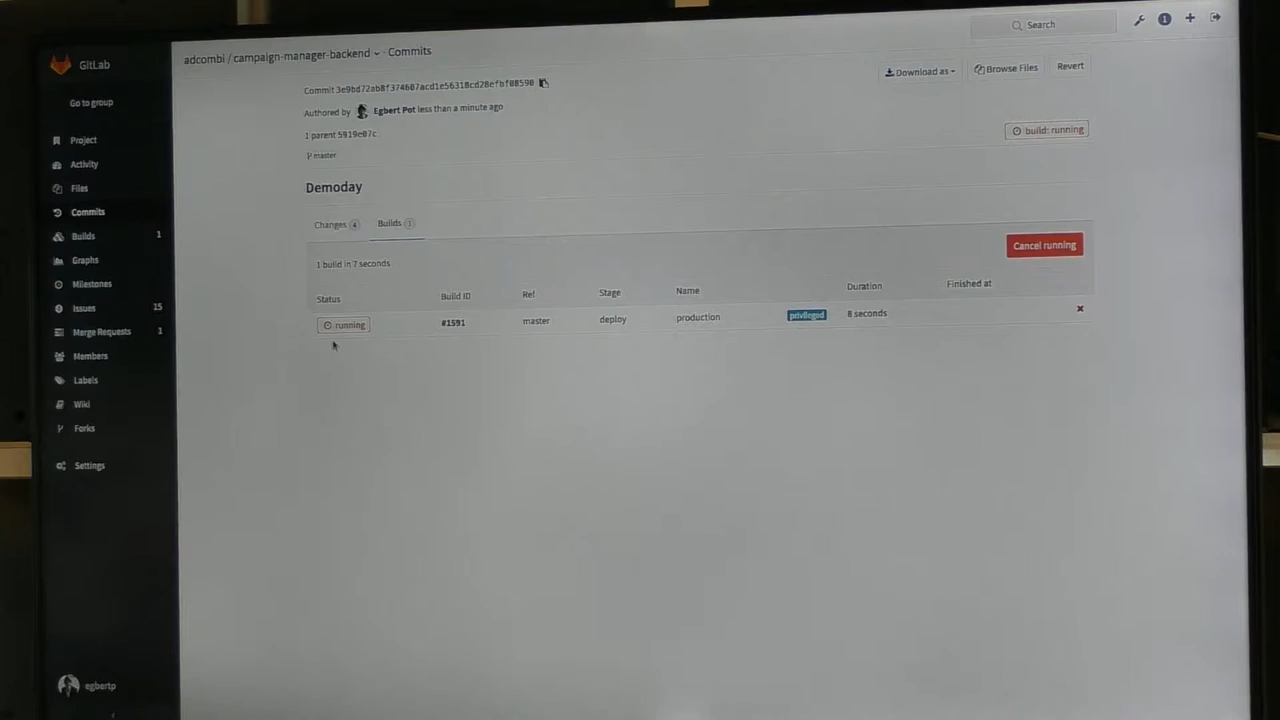 GitLab
Go to group
Project
Activity
Files
Commits
Builds 1
Graphs
Milestones
Issues 15
Merge Requests 1
Members
Labels
Wiki
Forks
Settings
egbertp
adcombi / campaign-manager-backend · Commits
Search
1
Commit
Download as
Browse Files
Revert
Authored by Egbert Pot less than a minute ago
1 parent 5919e07c
build: running
master
Demoday
Changes 4
Builds 1
1 build in 7 seconds
Cancel running
Status Build ID Ref Stage Name Duration Finished at
running #1591 master deploy production privileged 8 seconds